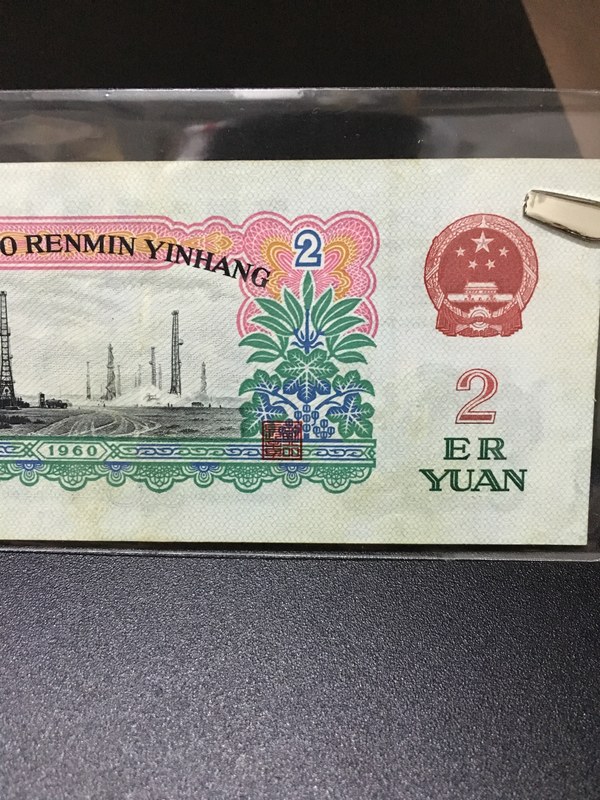 O RENMIN YINHANG
2
2
ER
YUAN
1960